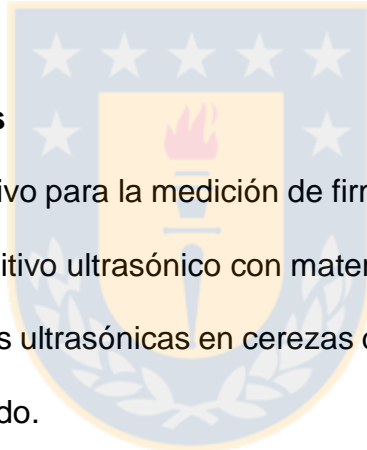 s
ivo para la medición de firm
itivo ultrasónico con mater
s ultrasónicas en cerezas
do.